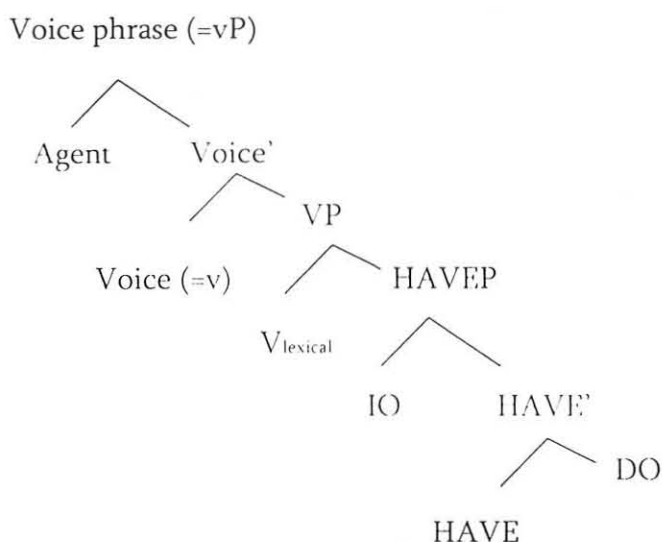 Voice phrase (=vP)
Agent Voice'
VP
Voice (=v) HAVEP
Vlexical
IO HAVE'
DO
HAVE